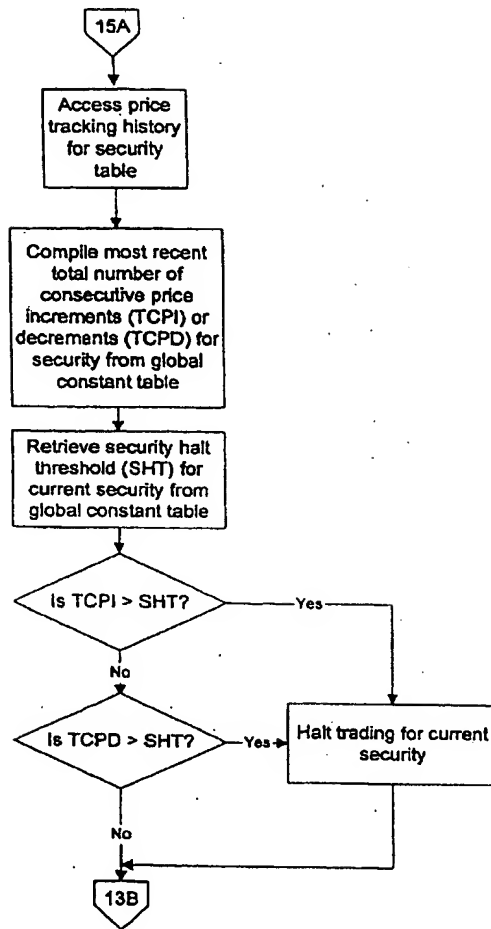 15A
Access price
tracking history
for security
table
Compile most recent
total number of
consecutive price
increments (TCPI) or
decrements (TCPD) for
security from global
constant table
Retrieve security halt
threshold (SHT) for
current security from
global constant table
Is TCPI > SHT?
Yes
No
Is TCPD > SHT?
Yes
Halt trading for current
security
No
13B